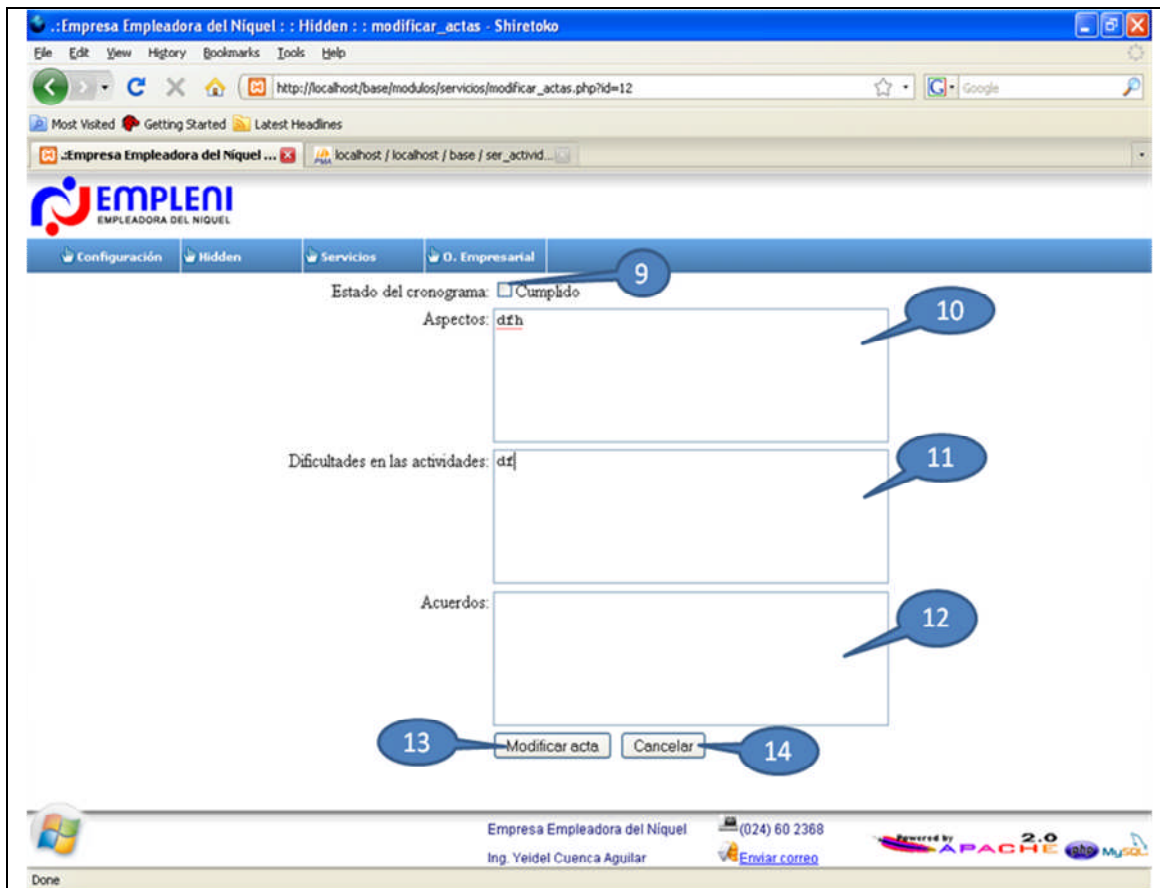 .:Empresa Empleadora del Níquel : : Hidden : : modificar_actas - Shiretoko
File Edit View History Bookmarks Tools Help
http://localhost/base/modulos/servicios/modificar_actas.php?id=12
G Google
Most Visited Getting Started Latest Headlines
.:Empresa Empleadora del Níquel ... PMA localhost / localhost / base / ser_activid...
EMPLENI
EMPLEADORA DEL NIQUEL
Configuración Hidden Servicios O. Empresarial
9
Estado del cronograma: Cumplido
10
Aspectos: dfh
11
Dificultades en las actividades: df
12
Acuerdos:
13 Modificar acta Cancelar 14
Empresa Empleadora del Níquel (024) 60 2368
Ing. Yeidel Cuenca Aguilar Enviar correo
Powered by APACHE 2.0 php MySQL
Done